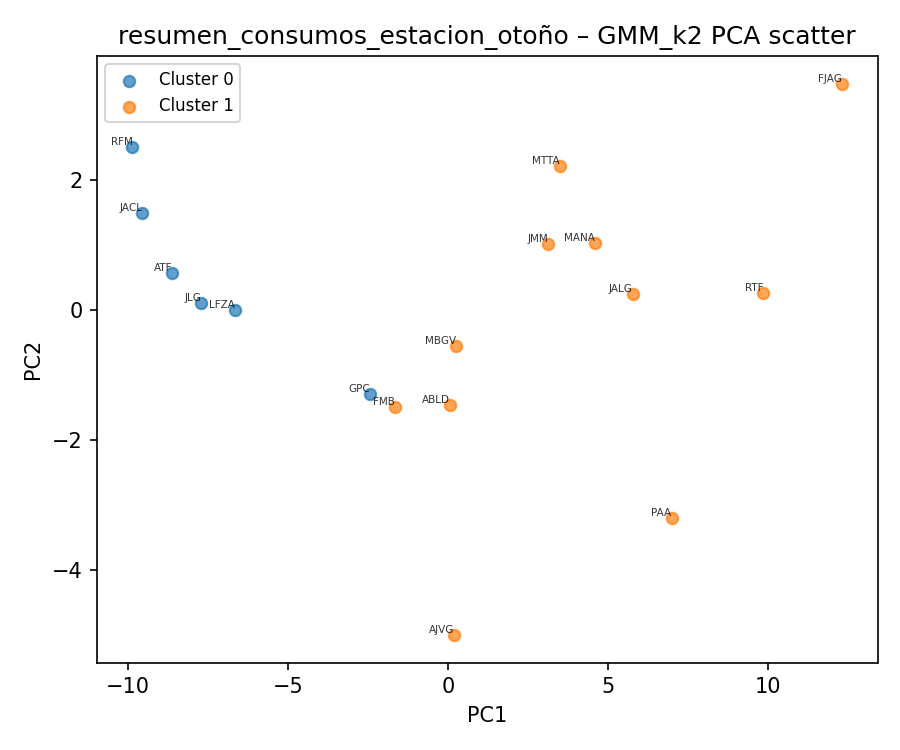 resumen_consumos_estacion_otoño – GMM_k2 PCA scatter
Cluster 0
Cluster 1
FJAG
RFM
MTTA
JACL
JMM
MANA
ATF
JLG
LFZA
JALG
RTF
MBGV
GPC
FMB
ABLD
PAA
AJVG
2
0
−2
−4
PC2
−10
−5
0
5
10
PC1